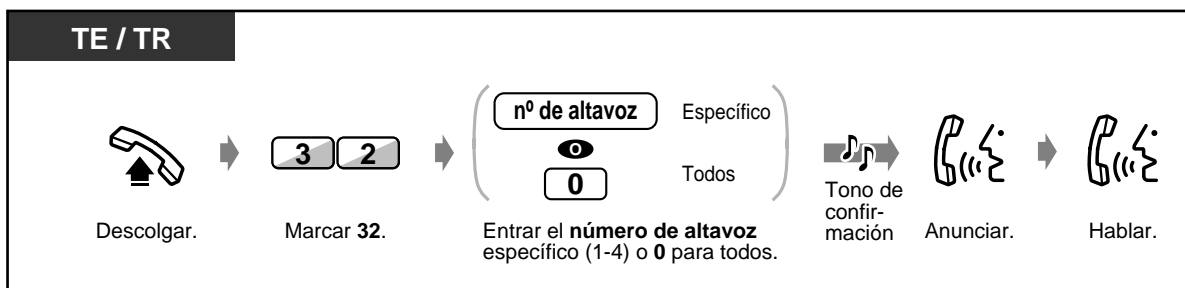 TE / TR
nº de altavoz
Específico
O
0
Todos
3 2
Descolgar.
Marcar 32.
Entrar el número de altavoz
específico (1-4) o 0 para todos.
Tono de
confir-
mación
Anunciar.
Hablar.